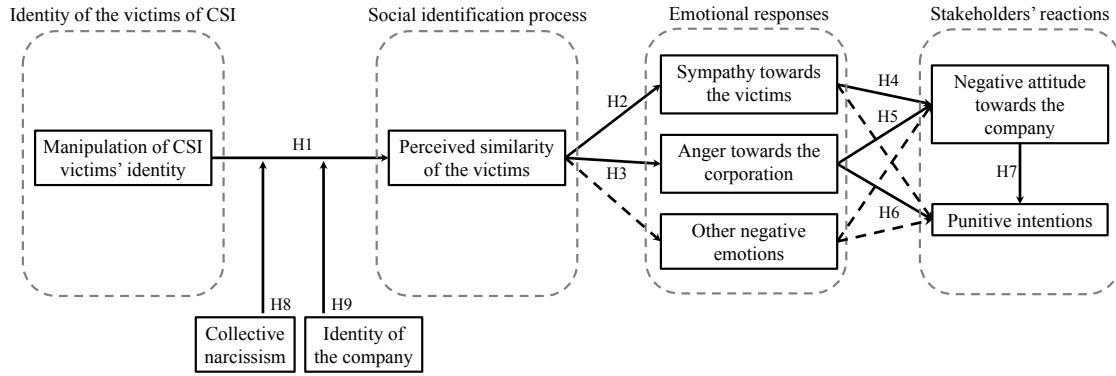 Identity of the victims of CSI
Social identification process
Emotional responses
Stakeholders’ reactions
Manipulation of CSI
victims’ identity
H1
Perceived similarity
of the victims
H2
H3
Sympathy towards
the victims
Anger towards the
corporation
Other negative
emotions
H4
H5
H6
Negative attitude
towards the
company
H7
Punitive intentions
H8
H9
Collective
narcissism
Identity of
the company